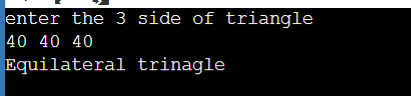 enter the 3 side of triangle
40 40 40
Equilateral trinagle